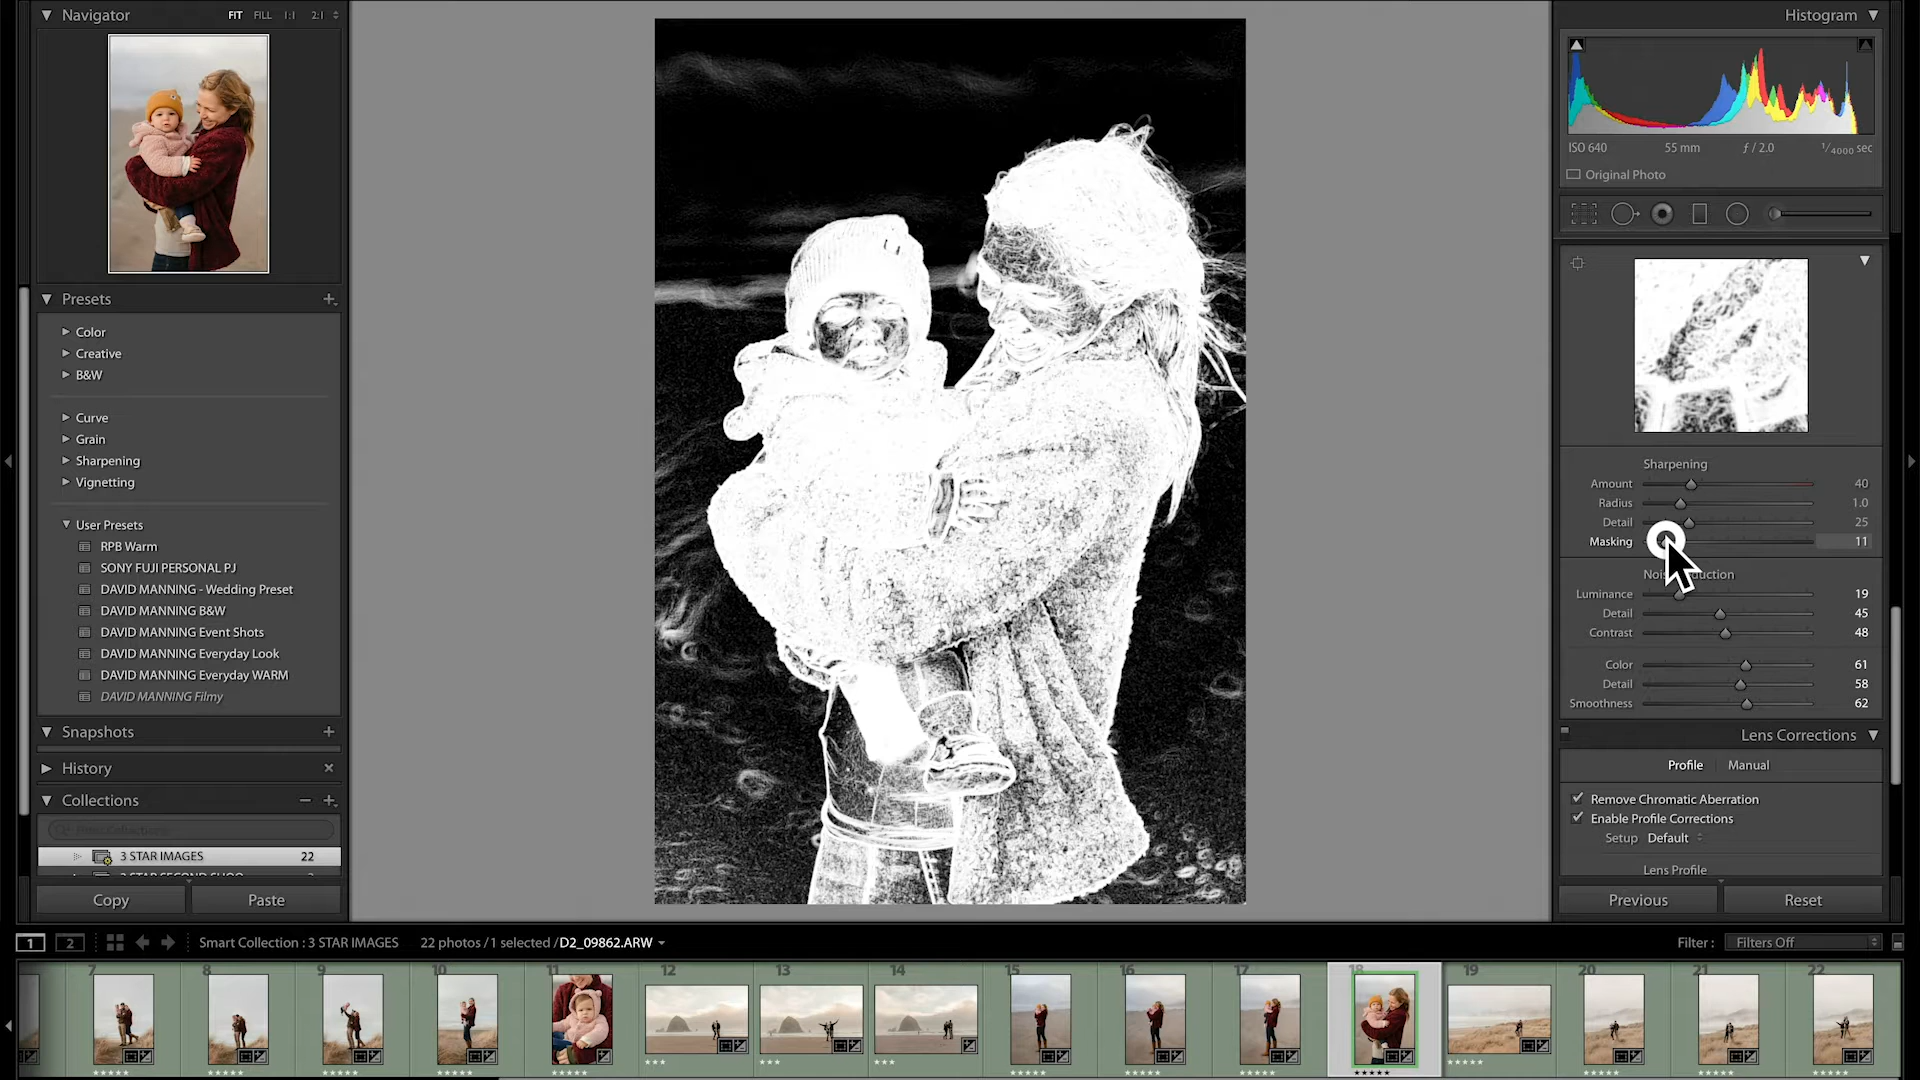 Navigator FIT FILL 1:1 2:1
Presets
Color
Creative
B&W
Curve
Grain
Sharpening
Vignetting
User Presets
RPB Warm
SONY FUJI PERSONAL PJ
DAVID MANNING - Wedding Preset
DAVID MANNING B&W
DAVID MANNING Event Shots
DAVID MANNING Everyday Look
DAVID MANNING Everyday WARM
DAVID MANNING Filmy
Snapshots
History
Collections
3 STAR IMAGES 22
Copy Paste
Histogram
ISO 640 55 mm ƒ / 2.0 1/4000 sec
Original Photo
Sharpening
Amount 40
Radius 1.0
Detail 25
Masking 11
Luminance 19
Detail 45
Contrast 48
Color 61
Detail 58
Smoothness 62
Lens Corrections
Profile Manual
Remove Chromatic Aberration
Enable Profile Corrections
Setup Default
Lens Profile
Previous Reset
1 2 Smart Collection : 3 STAR IMAGES 22 photos / 1 selected / D2_09862.ARW Filter : Filters Off
7 8 9 10 11 12 13 14 15 16 17 18 19 20 21 22